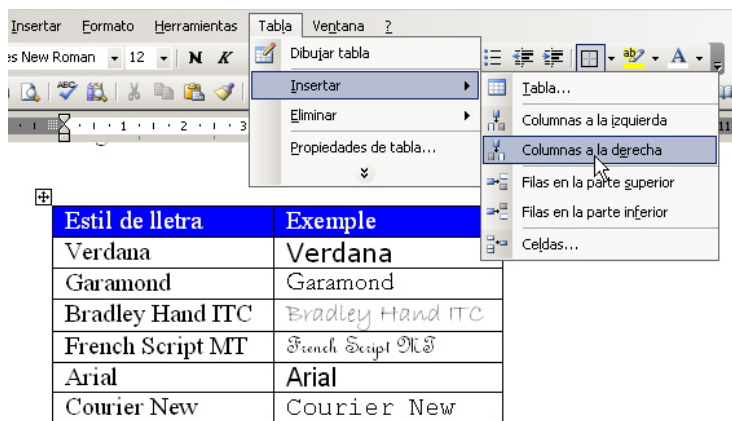 Insertar Formato Herramientas Tabla Ventana ?
es New Roman 12 N K
Dibujar tabla
Insertar
Eliminar
Propiedades de tabla...
Tabla...
Columnas a la izquierda
Columnas a la derecha
Filas en la parte superior
Filas en la parte inferior
Celdas...
ABC
ab
A
1 2 3
11
Estil de lletra Exemple
Verdana Verdana
Garamond Garamond
Bradley Hand ITC Bradley Hand ITC
French Script MT French Script MT
Arial Arial
Courier New Courier New